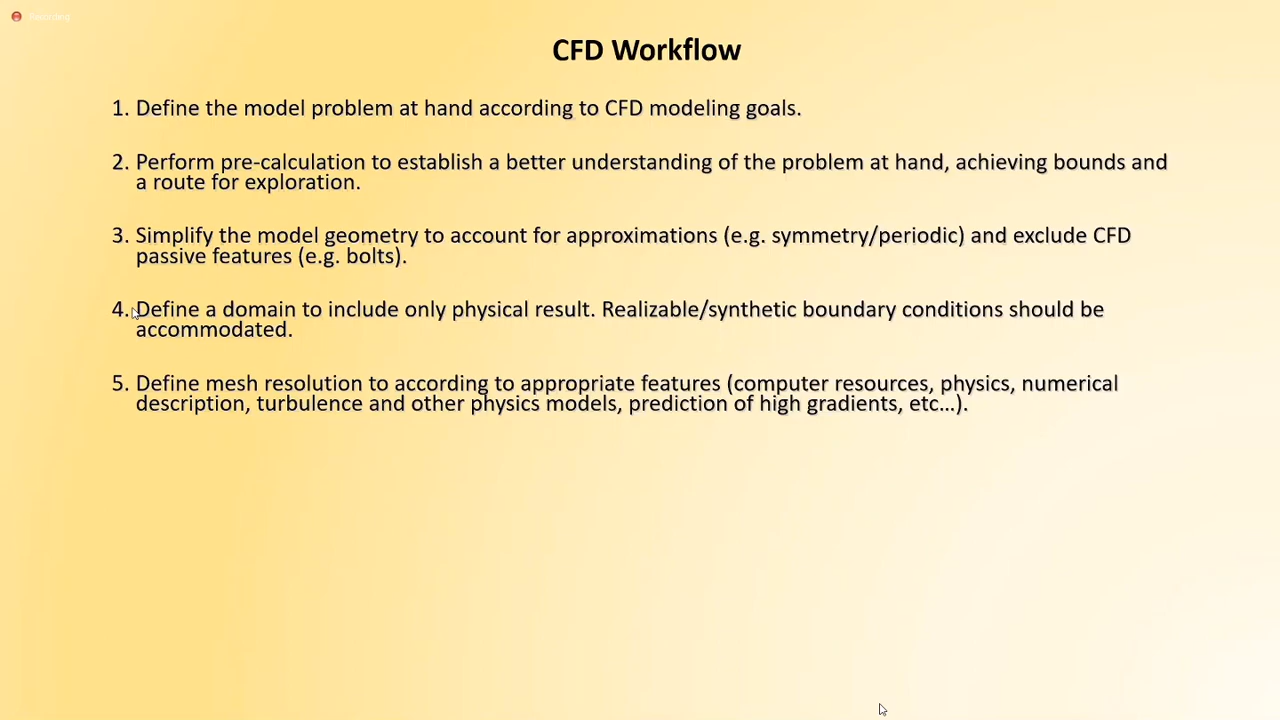 Recording
CFD Workflow
1. Define the model problem at hand according to CFD modeling goals.
2. Perform pre-calculation to establish a better understanding of the problem at hand, achieving bounds and
a route for exploration.
3. Simplify the model geometry to account for approximations (e.g. symmetry/periodic) and exclude CFD
passive features (e.g. bolts).
4. Define a domain to include only physical result. Realizable/synthetic boundary conditions should be
accommodated.
5. Define mesh resolution to according to appropriate features (computer resources, physics, numerical
description, turbulence and other physics models, prediction of high gradients, etc…).